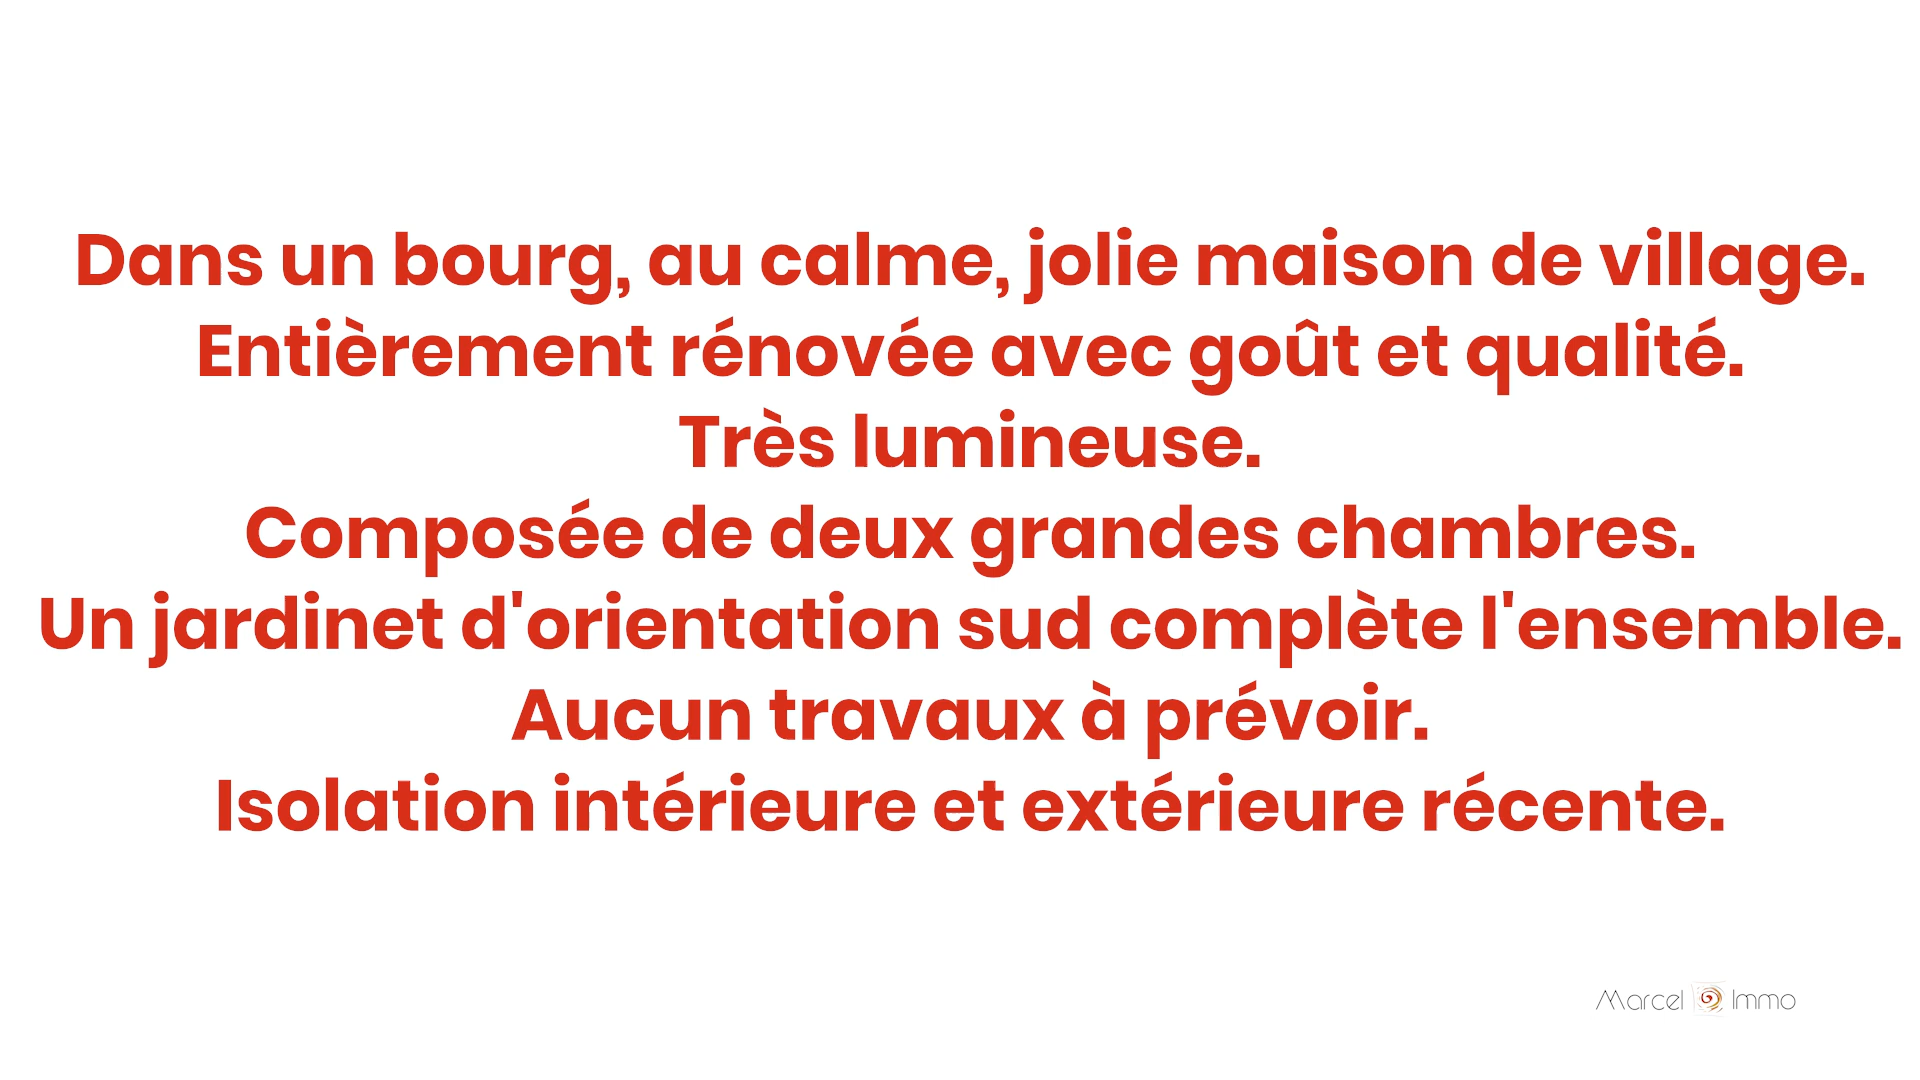 Dans un bourg, au calme, jolie maison de village.
Entièrement rénovée avec goût et qualité.
Très lumineuse.
Composée de deux grandes chambres.
Un jardinet d'orientation sud complète l'ensemble.
Aucun travaux à prévoir.
Isolation intérieure et extérieure récente.
Marcel Immo